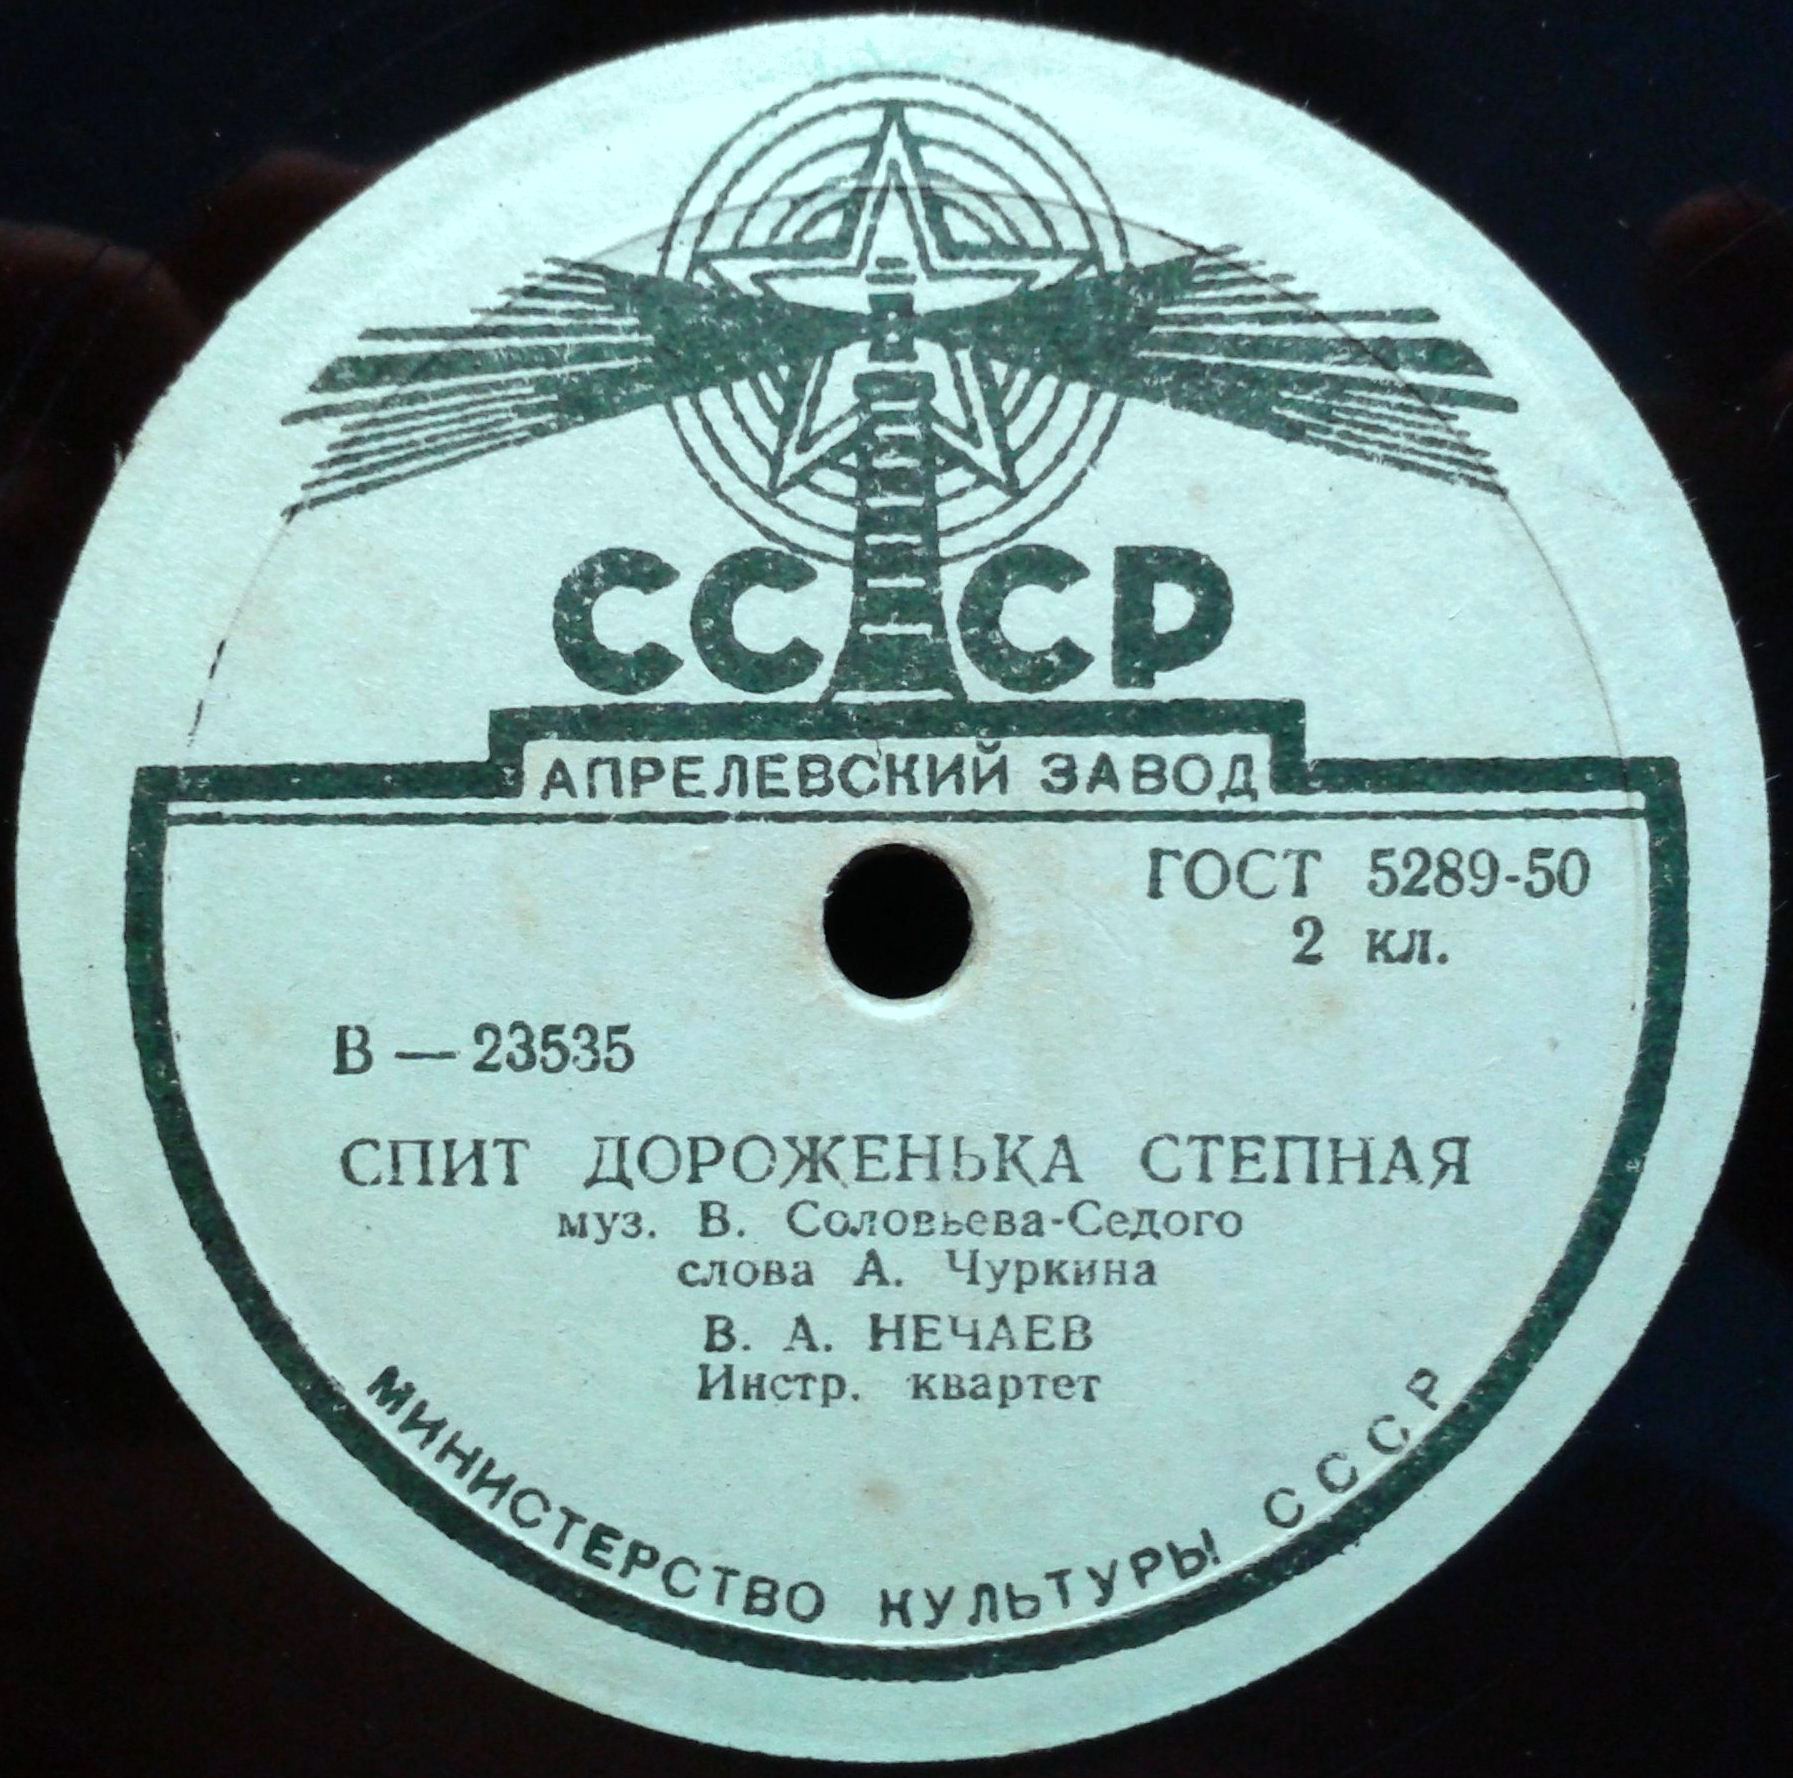 СССР
АПРЕЛЕВСКИЙ ЗАВОД
ГОСТ 5289-50
2 кл.
В — 23535
СПИТ ДОРОЖЕНЬКА СТЕПНАЯ
муз. В. Соловьева-Седого
слова А. Чуркина
В. А. НЕЧАЕВ
Инстр. квартет
МИНИСТЕРСТВО КУЛЬТУРЫ СССР